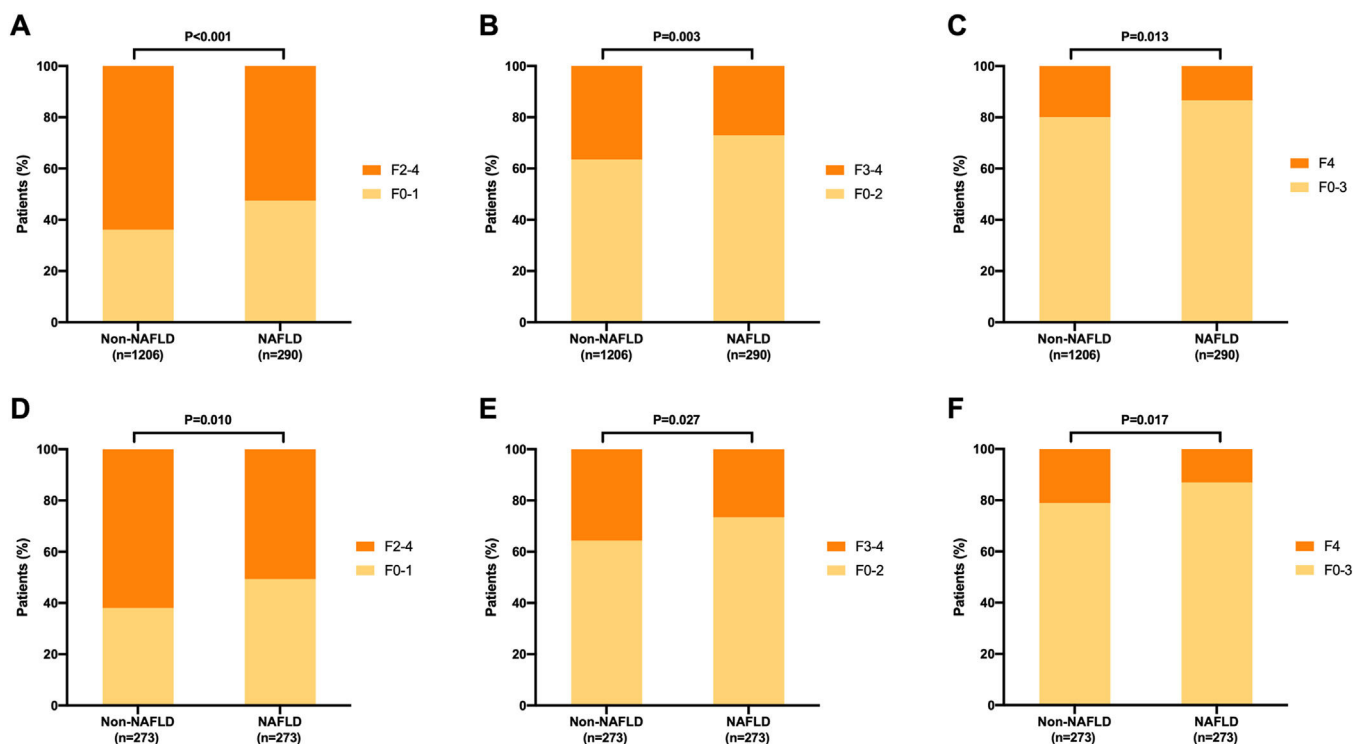 A
P<0.001
100
80
60
40
20
0
Patients (%)
Non-NAFLD
(n=1206)
NAFLD
(n=290)
F2-4
F0-1
B
P=0.003
100
80
60
40
20
0
Patients (%)
Non-NAFLD
(n=1206)
NAFLD
(n=290)
F3-4
F0-2
C
P=0.013
100
80
60
40
20
0
Patients (%)
Non-NAFLD
(n=1206)
NAFLD
(n=290)
F4
F0-3
D
P=0.010
100
80
60
40
20
0
Patients (%)
Non-NAFLD
(n=273)
NAFLD
(n=273)
F2-4
F0-1
E
P=0.027
100
80
60
40
20
0
Patients (%)
Non-NAFLD
(n=273)
NAFLD
(n=273)
F3-4
F0-2
F
P=0.017
100
80
60
40
20
0
Patients (%)
Non-NAFLD
(n=273)
NAFLD
(n=273)
F4
F0-3